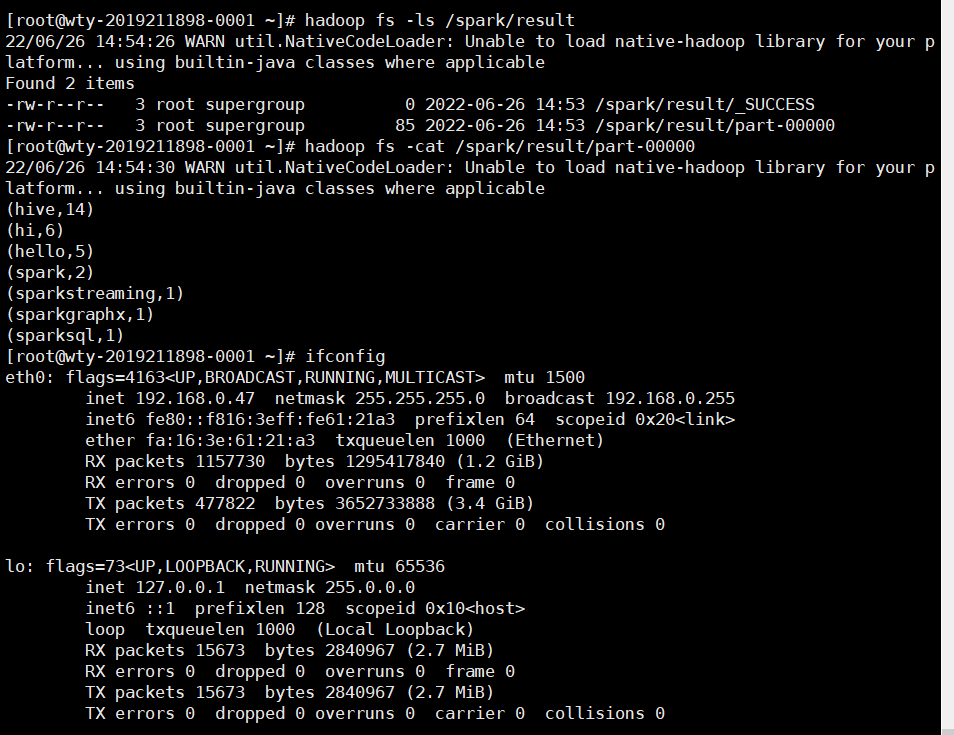 [root@wty-2019211898-0001 ~]# hadoop fs -ls /spark/result
22/06/26 14:54:26 WARN util.NativeCodeLoader: Unable to load native-hadoop library for your p
latform... using builtin-java classes where applicable
Found 2 items
-rw-r--r--   3 root supergroup          0 2022-06-26 14:53 /spark/result/_SUCCESS
-rw-r--r--   3 root supergroup         85 2022-06-26 14:53 /spark/result/part-00000
[root@wty-2019211898-0001 ~]# hadoop fs -cat /spark/result/part-00000
22/06/26 14:54:30 WARN util.NativeCodeLoader: Unable to load native-hadoop library for your p
latform... using builtin-java classes where applicable
(hive,14)
(hi,6)
(hello,5)
(spark,2)
(sparkstreaming,1)
(sparkgraphx,1)
(sparksql,1)
[root@wty-2019211898-0001 ~]# ifconfig
eth0: flags=4163<UP,BROADCAST,RUNNING,MULTICAST>  mtu 1500
        inet 192.168.0.47  netmask 255.255.255.0  broadcast 192.168.0.255
        inet6 fe80::f816:3eff:fe61:21a3  prefixlen 64  scopeid 0x20<link>
        ether fa:16:3e:61:21:a3  txqueuelen 1000  (Ethernet)
        RX packets 1157730  bytes 1295417840 (1.2 GiB)
        RX errors 0  dropped 0  overruns 0  frame 0
        TX packets 477822  bytes 3652733888 (3.4 GiB)
        TX errors 0  dropped 0 overruns 0  carrier 0  collisions 0

lo: flags=73<UP,LOOPBACK,RUNNING>  mtu 65536
        inet 127.0.0.1  netmask 255.0.0.0
        inet6 ::1  prefixlen 128  scopeid 0x10<host>
        loop  txqueuelen 1000  (Local Loopback)
        RX packets 15673  bytes 2840967 (2.7 MiB)
        RX errors 0  dropped 0  overruns 0  frame 0
        TX packets 15673  bytes 2840967 (2.7 MiB)
        TX errors 0  dropped 0 overruns 0  carrier 0  collisions 0